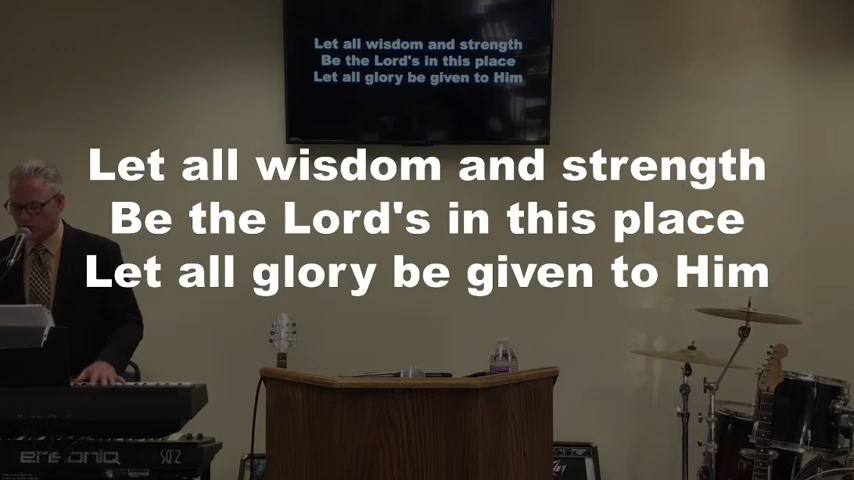 Let all wisdom and strength
Be the Lord's in this place
Let all glory be given to Him
Let all wisdom and strength
Be the Lord's in this place
Let all glory be given to Him
ensoniq SQ2